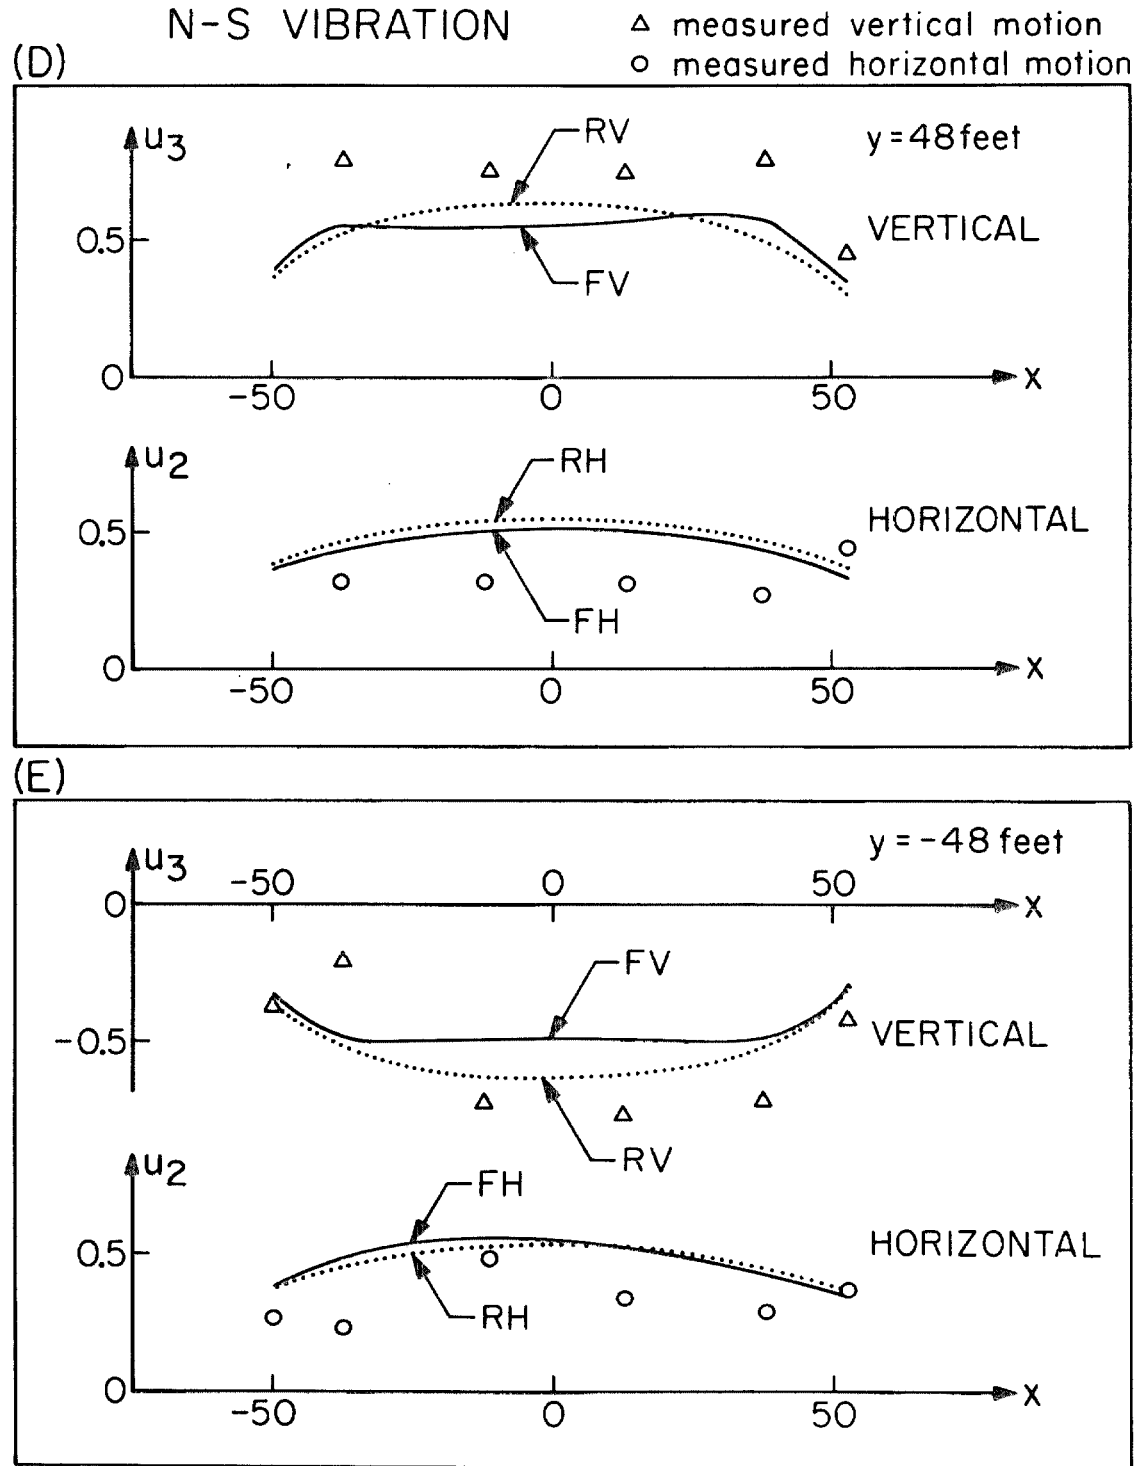 N-S VIBRATION
△ measured vertical motion
○ measured horizontal motion
(D)
u3
RV
y = 48 feet
VERTICAL
0.5
FV
0
-50 0 50 X
u2
RH
HORIZONTAL
0.5
FH
0
-50 0 50 X
(E)
y = -48 feet
u3
-50 0 50
0 X
FV
-0.5
VERTICAL
RV
u2
FH
HORIZONTAL
0.5
RH
0
-50 0 50 X